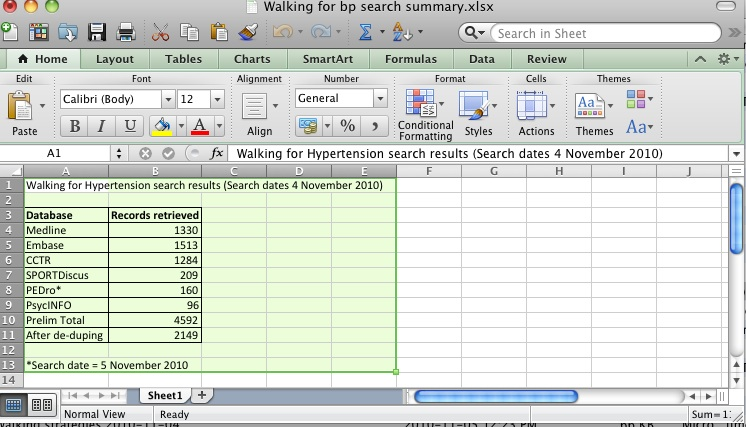 Walking for bp search summary.xlsx
Search in Sheet
Home Layout Tables Charts SmartArt Formulas Data Review
Edit Font Alignment Number Format Cells Themes
Calibri (Body) 12 General
B I U A % Aa Aa
Paste Align Conditional Formatting Styles Actions Themes
A1 fx Walking for Hypertension search results (Search dates 4 November 2010)
A B C D E F G H I J
1 Walking for Hypertension search results (Search dates 4 November 2010)
2
3 Database Records retrieved
4 Medline 1330
5 Embase 1513
6 CCTR 1284
7 SPORTDiscus 209
8 PEDro* 160
9 PsycINFO 96
10 Prelim Total 4592
11 After de-duping 2149
12
13 *Search date = 5 November 2010
14
Sheet1
Normal View Ready Sum=